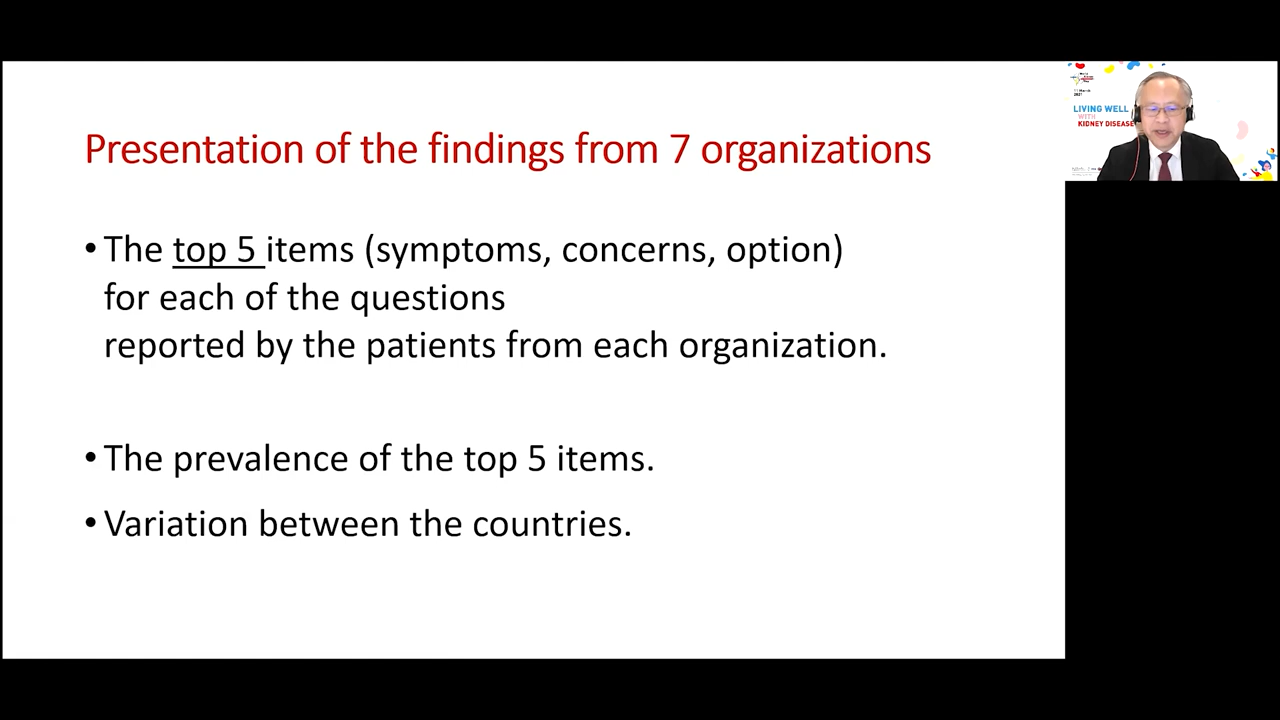 Presentation of the findings from 7 organizations
• The top 5 items (symptoms, concerns, option)
for each of the questions
reported by the patients from each organization.
• The prevalence of the top 5 items.
• Variation between the countries.
March
2021
LIVING WELL
WITH
KIDNEY DISEASE